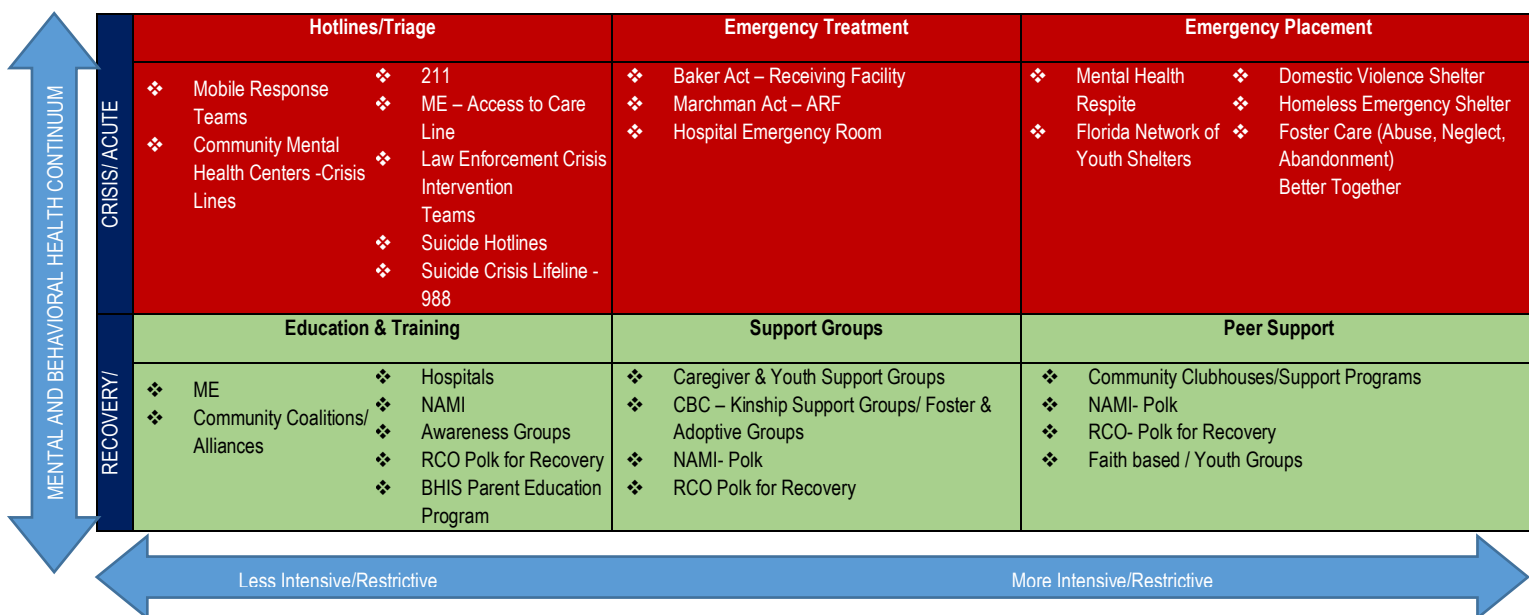 MENTAL AND BEHAVIORAL HEALTH CONTINUUM
CRISIS/ ACUTE
Hotlines/Triage
❖ Mobile Response
Teams
❖ Community Mental
Health Centers -Crisis
Lines
❖ 211
❖ ME – Access to Care
Line
❖ Law Enforcement Crisis
Intervention
Teams
❖ Suicide Hotlines
❖ Suicide Crisis Lifeline -
988
Emergency Treatment
❖ Baker Act – Receiving Facility
❖ Marchman Act – ARF
❖ Hospital Emergency Room
Emergency Placement
❖ Mental Health
Respite
❖ Florida Network of
Youth Shelters
❖ Domestic Violence Shelter
❖ Homeless Emergency Shelter
❖ Foster Care (Abuse, Neglect,
Abandonment)
Better Together
RECOVERY/
Education & Training
❖ ME
❖ Community Coalitions/
Alliances
❖ Hospitals
❖ NAMI
❖ Awareness Groups
❖ RCO Polk for Recovery
❖ BHIS Parent Education
Program
Support Groups
❖ Caregiver & Youth Support Groups
❖ CBC – Kinship Support Groups/ Foster &
Adoptive Groups
❖ NAMI- Polk
❖ RCO Polk for Recovery
Peer Support
❖ Community Clubhouses/Support Programs
❖ NAMI- Polk
❖ RCO- Polk for Recovery
❖ Faith based / Youth Groups
Less Intensive/Restrictive
More Intensive/Restrictive